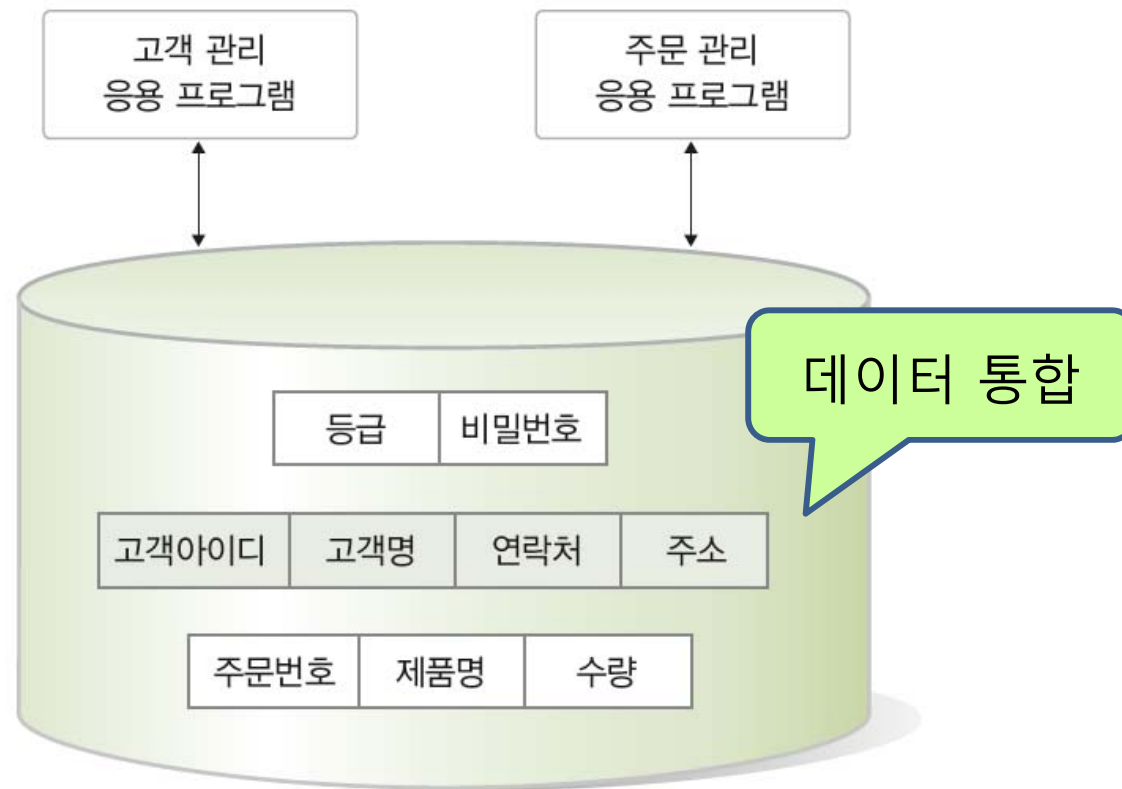 고객 관리
응용 프로그램
주문 관리
응용 프로그램
데이터 통합
등급 비밀번호
고객아이디 고객명 연락처 주소
주문번호 제품명 수량